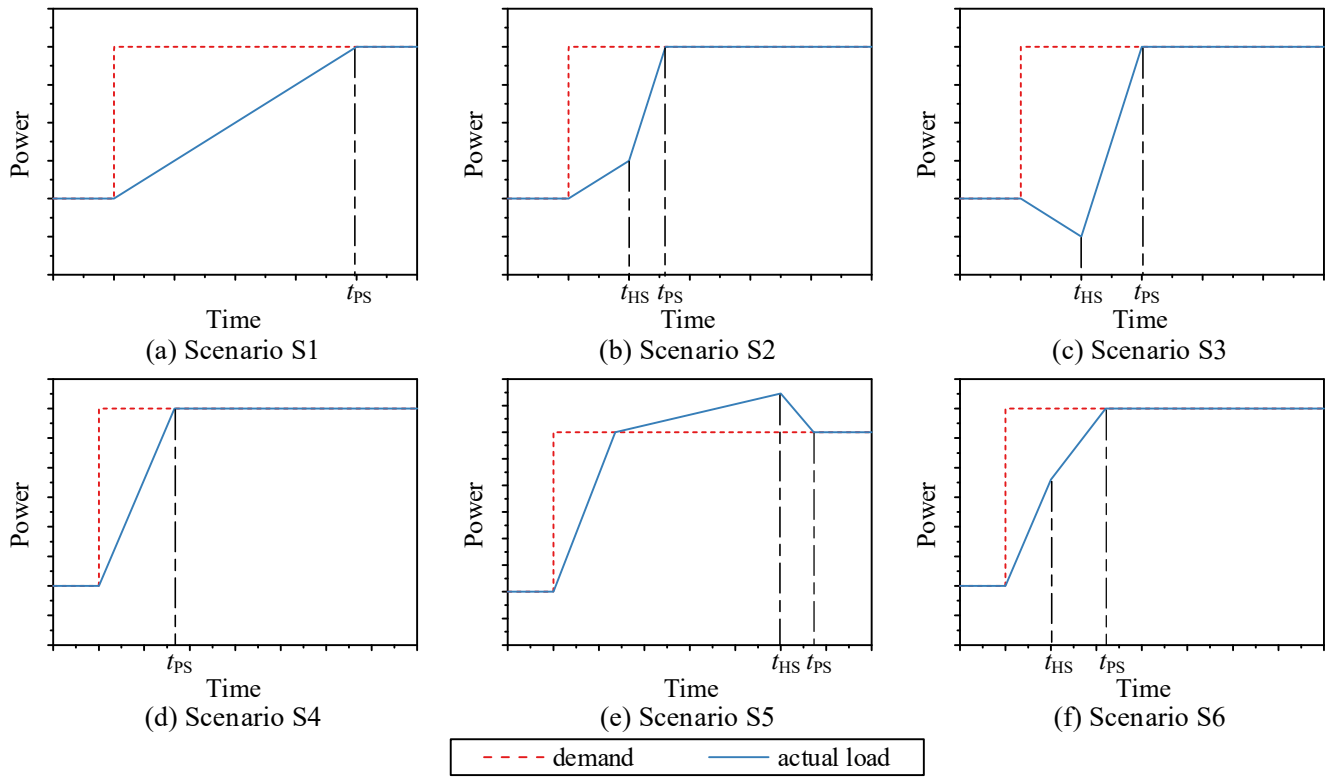 Power
Power
Power
t_PS
t_HS t_PS
t_HS t_PS
Time
Time
Time
(a) Scenario S1
(b) Scenario S2
(c) Scenario S3
Power
Power
Power
t_PS
t_HS t_PS
t_HS t_PS
Time
Time
Time
(d) Scenario S4
(e) Scenario S5
(f) Scenario S6
demand
actual load